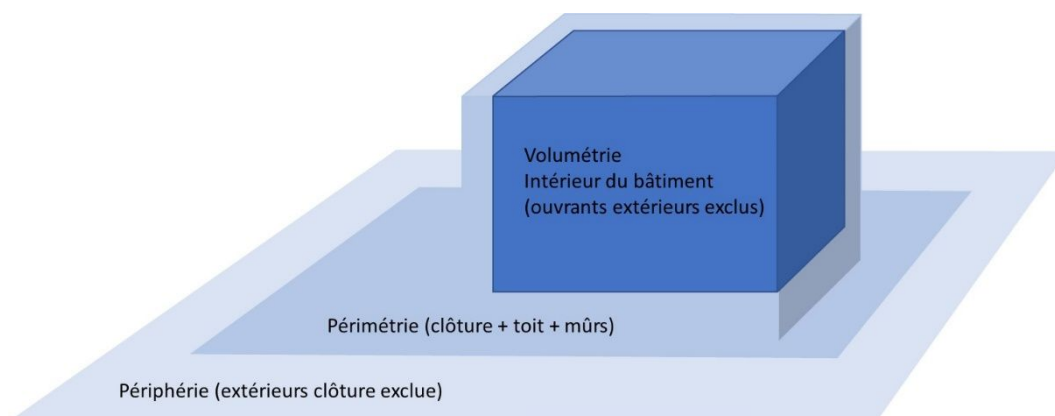 Volumétrie
Intérieur du bâtiment
(ouvrants extérieurs exclus)
Périmétrie (clôture + toit + mûrs)
Périphérie (extérieurs clôture exclue)